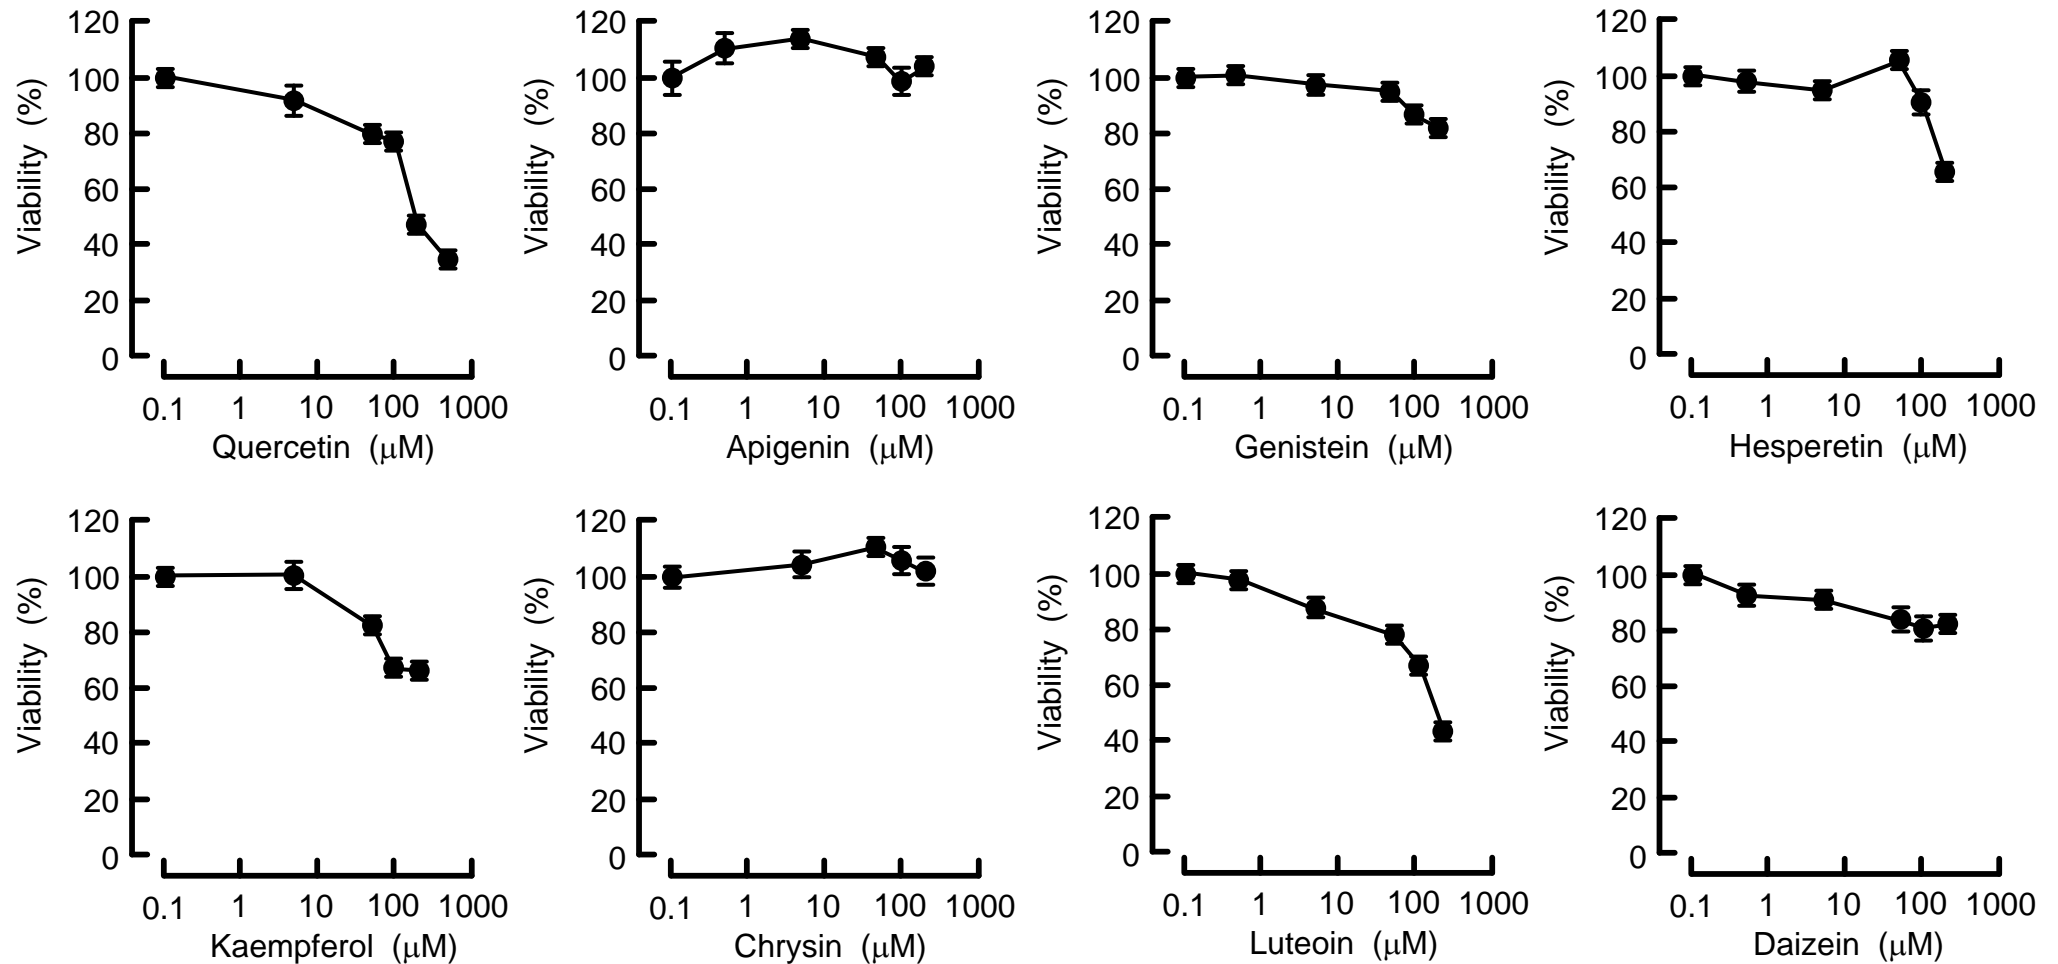 120
100
80
60
40
20
0
Viability (%)
0.1 1 10 100 1000
Quercetin (μM)
120
100
80
60
40
20
0
Viability (%)
0.1 1 10 100 1000
Apigenin (μM)
120
100
80
60
40
20
0
Viability (%)
0.1 1 10 100 1000
Genistein (μM)
120
100
80
60
40
20
0
Viability (%)
0.1 1 10 100 1000
Hesperetin (μM)
120
100
80
60
40
20
0
Viability (%)
0.1 1 10 100 1000
Kaempferol (μM)
120
100
80
60
40
20
0
Viability (%)
0.1 1 10 100 1000
Chrysin (μM)
120
100
80
60
40
20
0
Viability (%)
0.1 1 10 100 1000
Luteoin (μM)
120
100
80
60
40
20
0
Viability (%)
0.1 1 10 100 1000
Daizein (μM)